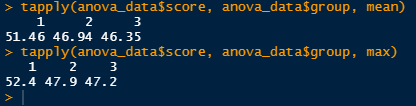 > tapply(anova_data$score, anova_data$group, mean)
1 2 3
51.46 46.94 46.35
> tapply(anova_data$score, anova_data$group, max)
1 2 3
52.4 47.9 47.2
>